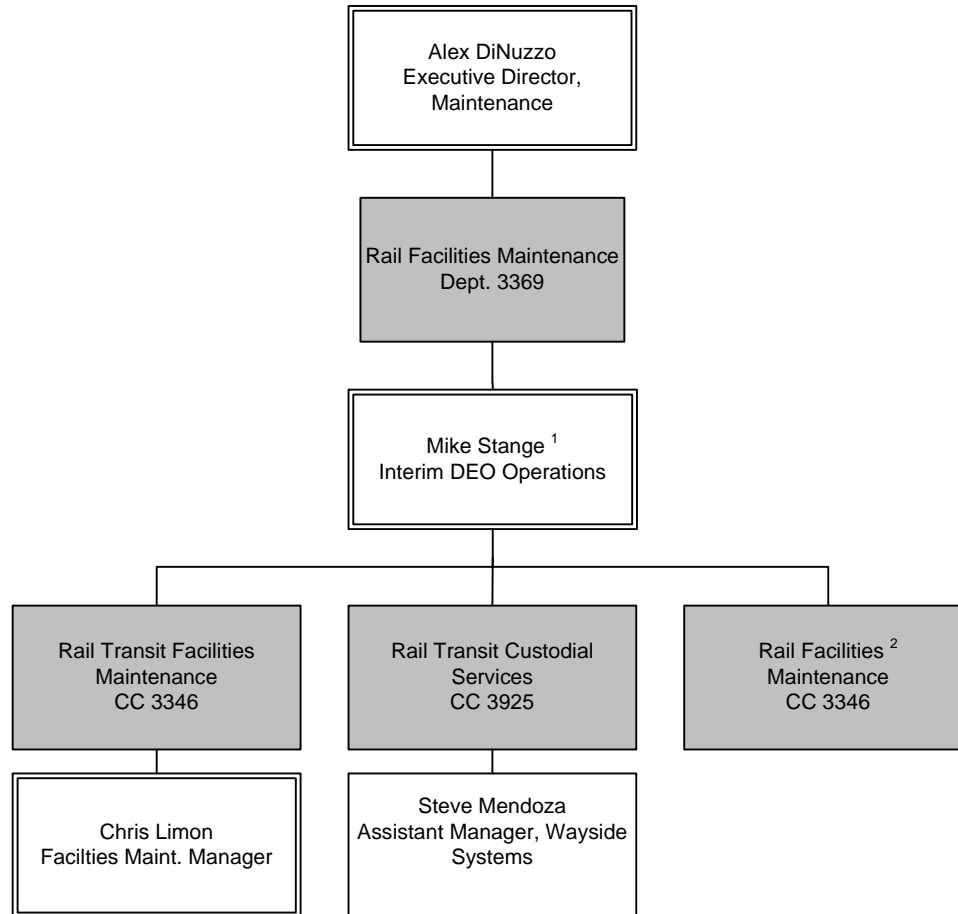 Alex DiNuzzo
Executive Director,
Maintenance
Rail Facilities Maintenance
Dept. 3369
Mike Stange 1
Interim DEO Operations
Rail Transit Facilities
Maintenance
CC 3346
Rail Transit Custodial
Services
CC 3925
Rail Facilities 2
Maintenance
CC 3346
Chris Limon
Facilties Maint. Manager
Steve Mendoza
Assistant Manager, Wayside
Systems